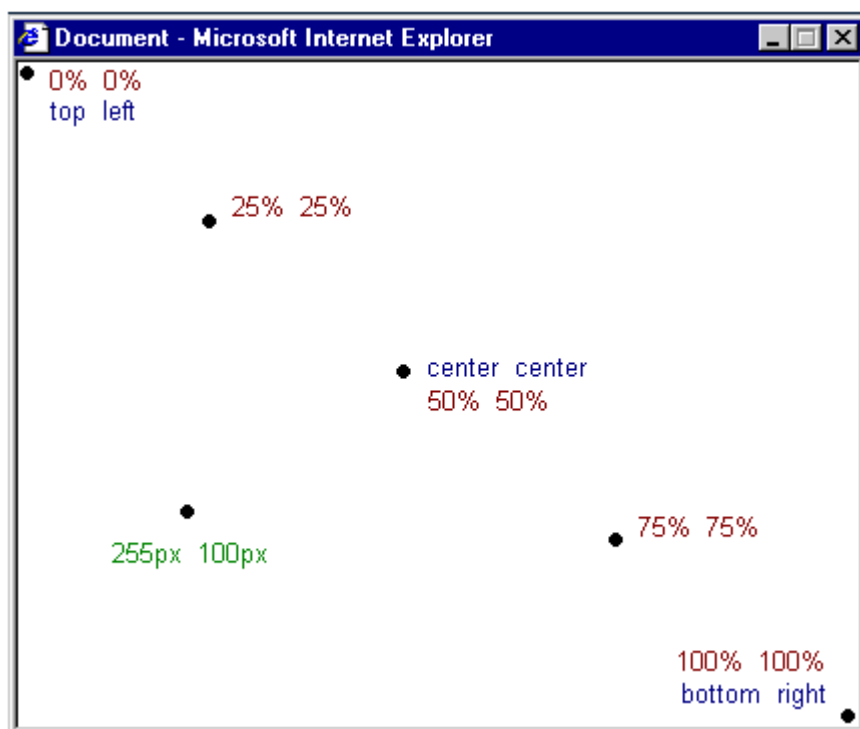 Document - Microsoft Internet Explorer
0% 0%
top left
25% 25%
center center
50% 50%
255px 100px
75% 75%
100% 100%
bottom right